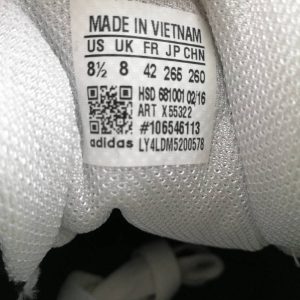 MADE IN VIETNAM
US UK FR JP CHN
8½ 8 42 265 260
HSD 681001 02/16
ART X55322
#106546113
adidas LY4LDM5200578